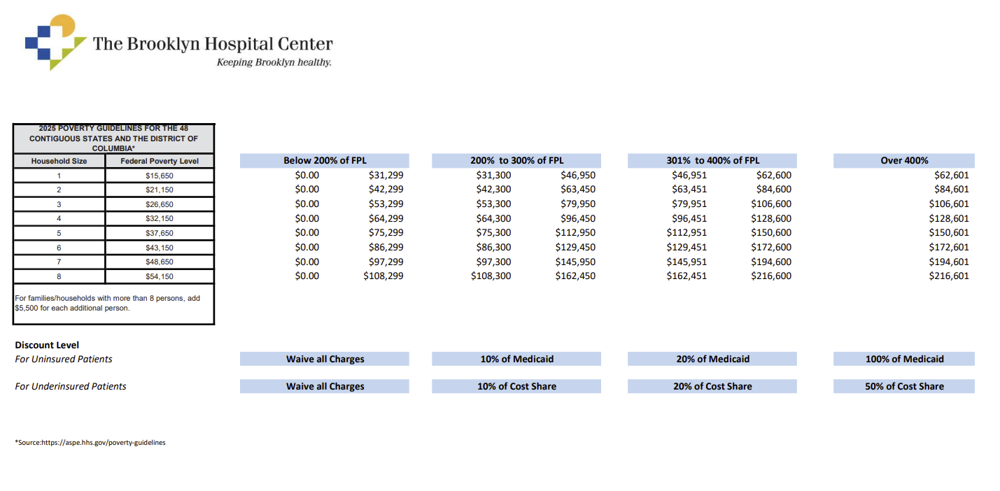 The Brooklyn Hospital Center
Keeping Brooklyn healthy.
2025 POVERTY GUIDELINES FOR THE 48
CONTIGUOUS STATES AND THE DISTRICT OF
COLUMBIA*
Household Size Federal Poverty Level Below 200% of FPL 200% to 300% of FPL 301% to 400% of FPL Over 400%
1 $15,650 $0.00 $31,299 $31,300 $46,950 $46,951 $62,600 $62,601
2 $21,150 $0.00 $42,299 $42,300 $63,450 $63,451 $84,600 $84,601
3 $26,650 $0.00 $53,299 $53,300 $79,950 $79,951 $106,600 $106,601
4 $32,150 $0.00 $64,299 $64,300 $96,450 $96,451 $128,600 $128,601
5 $37,650 $0.00 $75,299 $75,300 $112,950 $112,951 $150,600 $150,601
6 $43,150 $0.00 $86,299 $86,300 $129,450 $129,451 $172,600 $172,601
7 $48,650 $0.00 $97,299 $97,300 $145,950 $145,951 $194,600 $194,601
8 $54,150 $0.00 $108,299 $108,300 $162,450 $162,451 $216,600 $216,601
For families/households with more than 8 persons, add
$5,500 for each additional person.
Discount Level
For Uninsured Patients Waive all Charges 10% of Medicaid 20% of Medicaid 100% of Medicaid
For Underinsured Patients Waive all Charges 10% of Cost Share 20% of Cost Share 50% of Cost Share
*Source:https://aspe.hhs.gov/poverty-guidelines